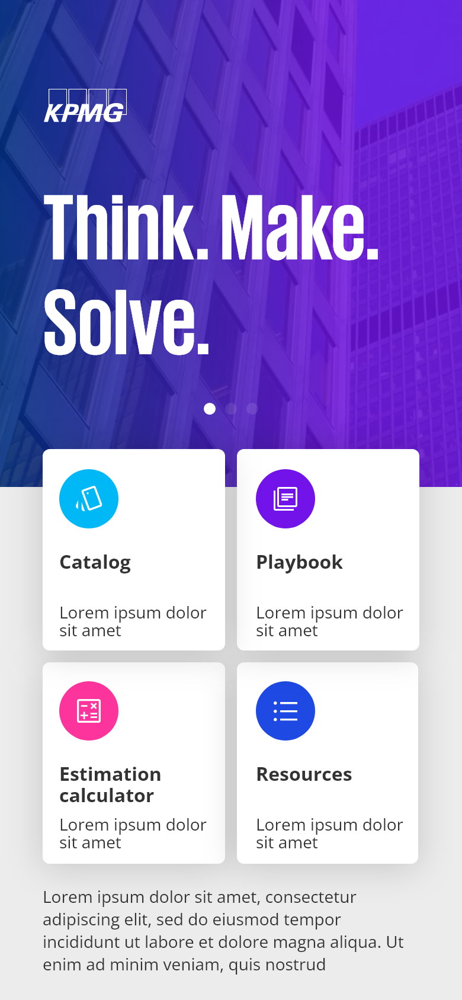 KPMG
Think. Make.
Solve.
Catalog
Lorem ipsum dolor
sit amet
Playbook
Lorem ipsum dolor
sit amet
Estimation
calculator
Lorem ipsum dolor
sit amet
Resources
Lorem ipsum dolor
sit amet
Lorem ipsum dolor sit amet, consectetur
adipiscing elit, sed do eiusmod tempor
incididunt ut labore et dolore magna aliqua. Ut
enim ad minim veniam, quis nostrud